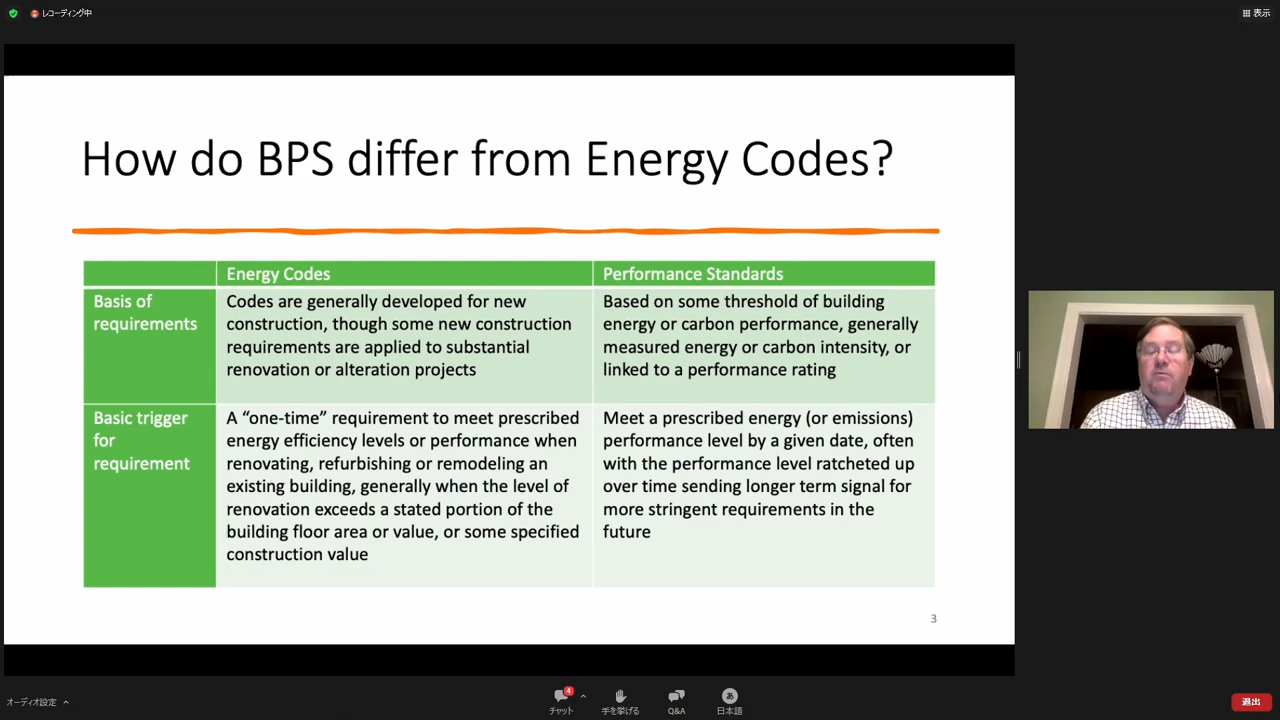 レコーディング中
表示
How do BPS differ from Energy Codes?
Energy Codes
Performance Standards
Basis of
requirements
Codes are generally developed for new
construction, though some new construction
requirements are applied to substantial
renovation or alteration projects
Based on some threshold of building
energy or carbon performance, generally
measured energy or carbon intensity, or
linked to a performance rating
Basic trigger
for
requirement
A “one-time” requirement to meet prescribed
energy efficiency levels or performance when
renovating, refurbishing or remodeling an
existing building, generally when the level of
renovation exceeds a stated portion of the
building floor area or value, or some specified
construction value
Meet a prescribed energy (or emissions)
performance level by a given date, often
with the performance level ratcheted up
over time sending longer term signal for
more stringent requirements in the
future
3
オーディオ設定
4
チャット
手を挙げる
Q&A
あ
日本語
退出